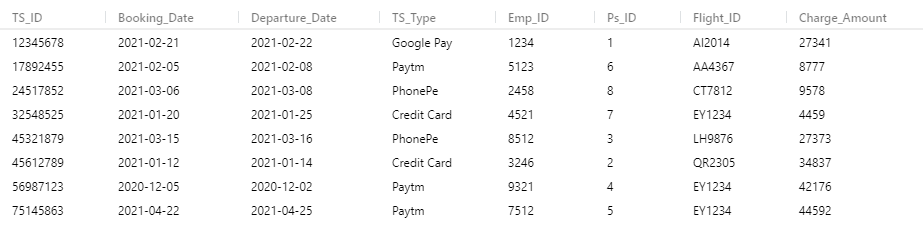 TS_ID Booking_Date Departure_Date TS_Type Emp_ID Ps_ID Flight_ID Charge_Amount
12345678 2021-02-21 2021-02-22 Google Pay 1234 1 AI2014 27341
17892455 2021-02-05 2021-02-08 Paytm 5123 6 AA4367 8777
24517852 2021-03-06 2021-03-08 PhonePe 2458 8 CT7812 9578
32548525 2021-01-20 2021-01-25 Credit Card 4521 7 EY1234 4459
45321879 2021-03-15 2021-03-16 PhonePe 8512 3 LH9876 27373
45612789 2021-01-12 2021-01-14 Credit Card 3246 2 QR2305 34837
56987123 2020-12-05 2020-12-02 Paytm 9321 4 EY1234 42176
75145863 2021-04-22 2021-04-25 Paytm 7512 5 EY1234 44592